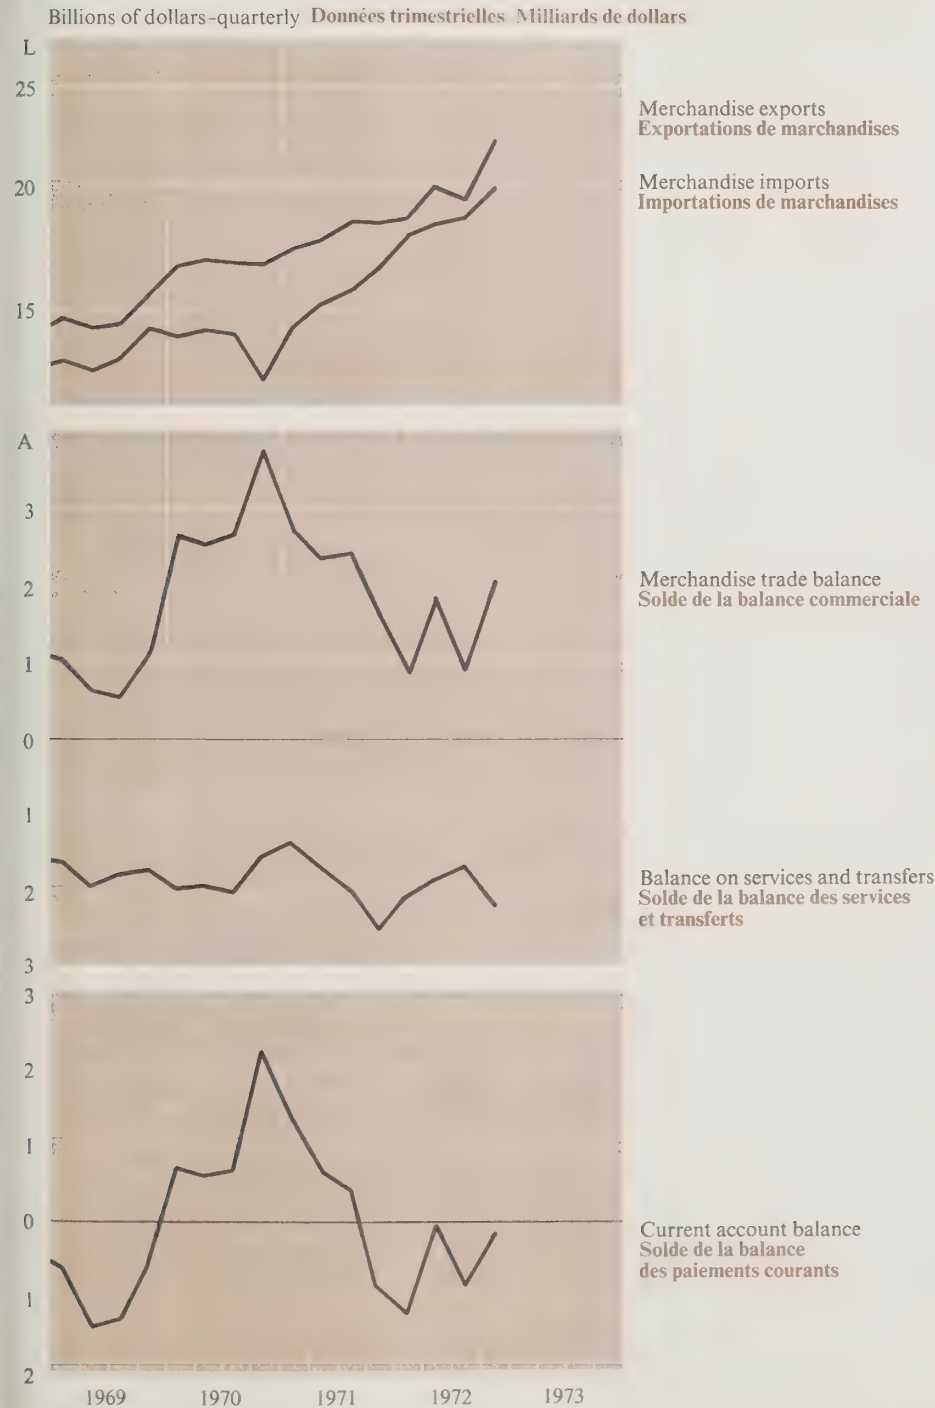 Billions of dollars-quarterly Données trimestrielles Milliards de dollars
L
25
20
15
Merchandise exports
Exportations de marchandises
Merchandise imports
Importations de marchandises
A
3
2
1
0
1
2
3
Merchandise trade balance
Solde de la balance commerciale
Balance on services and transfers
Solde de la balance des services
et transferts
3
2
1
0
1
2
Current account balance
Solde de la balance
des paiements courants
1969 1970 1971 1972 1973